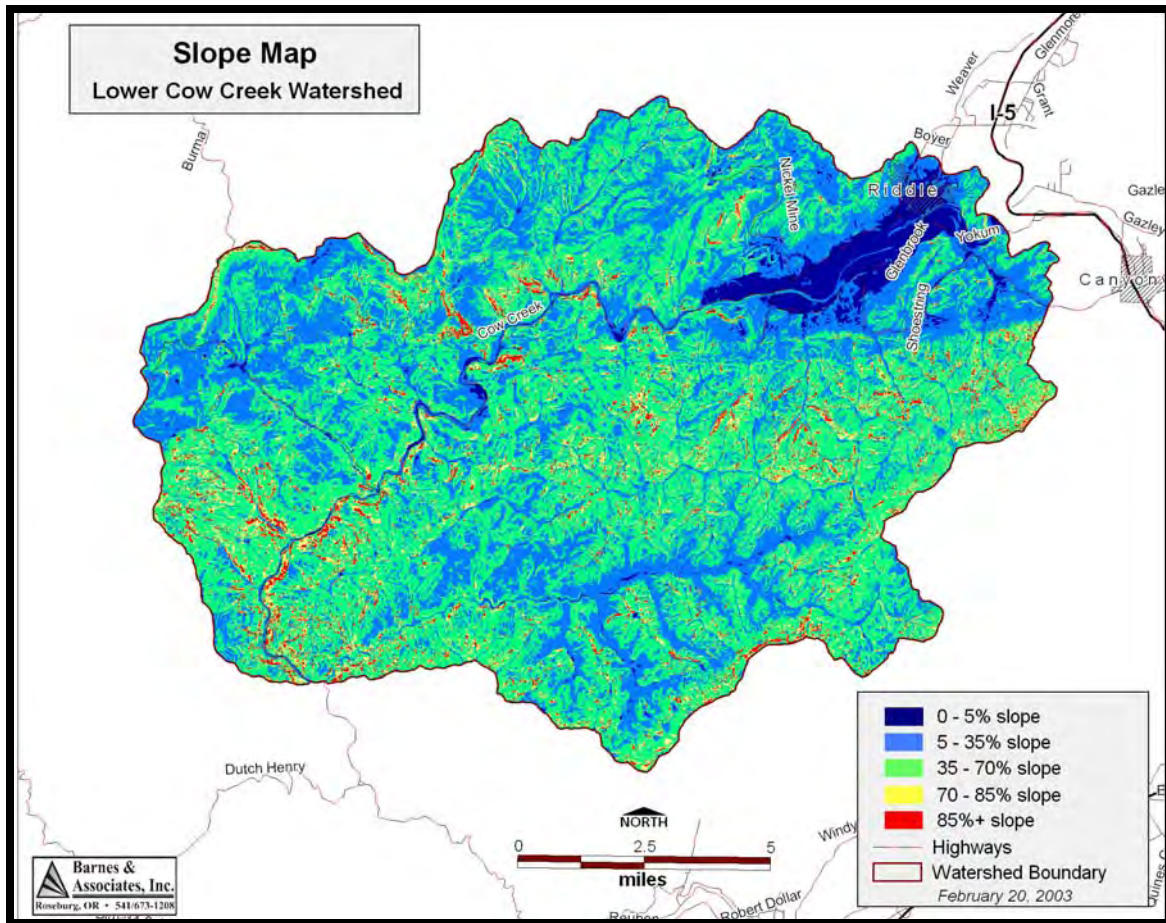 Slope Map
Lower Cow Creek Watershed
Burma
Weaver
Glenmore
Grant
I-5
Boyer
Riddle
Nickel Mine
Gazley
Yokum
Glenbrook
Canyon
Shoestring
Cow Creek
Dutch Henry
NORTH
0 2.5 5
miles
Windy
Robert Dollar
Reuben
Quines C
0 - 5% slope
5 - 35% slope
35 - 70% slope
70 - 85% slope
85%+ slope
Highways
Watershed Boundary
February 20, 2003
Barnes &
Associates, Inc.
Roseburg, OR • 541/673-1208